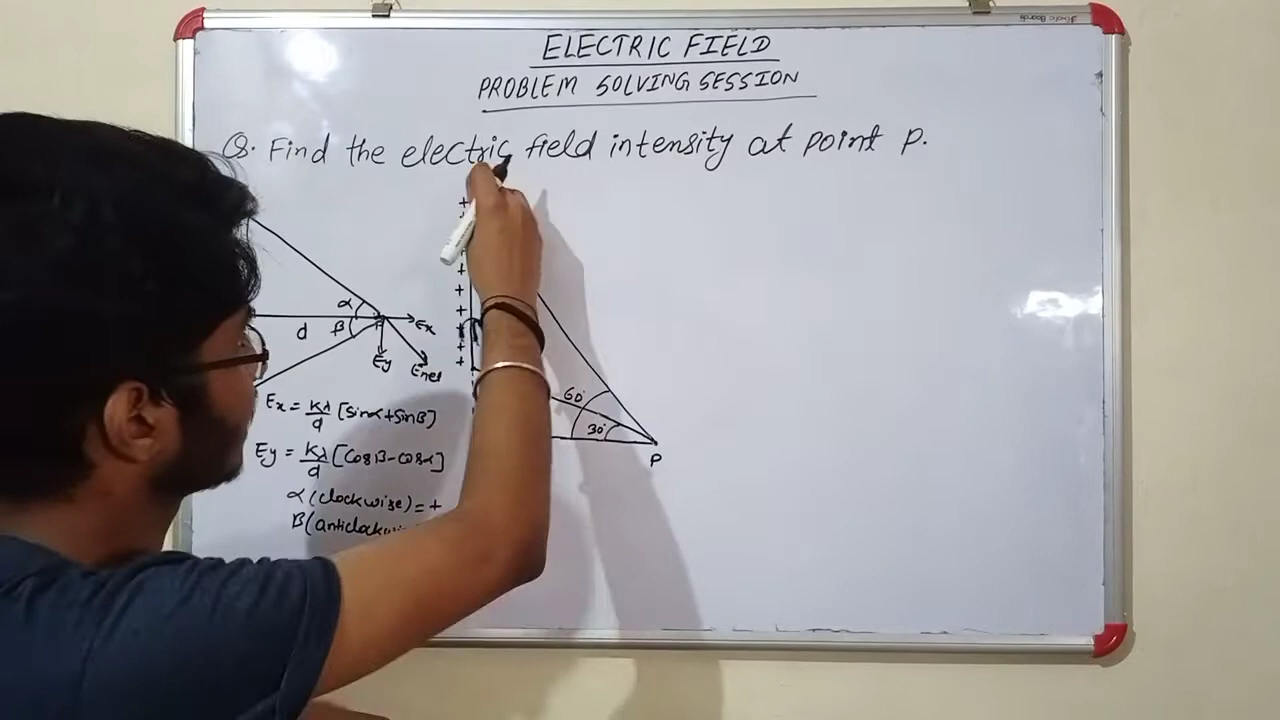 ELECTRIC FIELD
PROBLEM SOLVING SESSION
Q. Find the electric field intensity at point P.
α
β
d
Ex
Ey
Enet
Ex = Kλ/d [Sinα+SinB]
Ey = Kλ/d [CosB-Cosα]
α (clockwise) = +
60°
30°
P
+
+
+
+
+
+